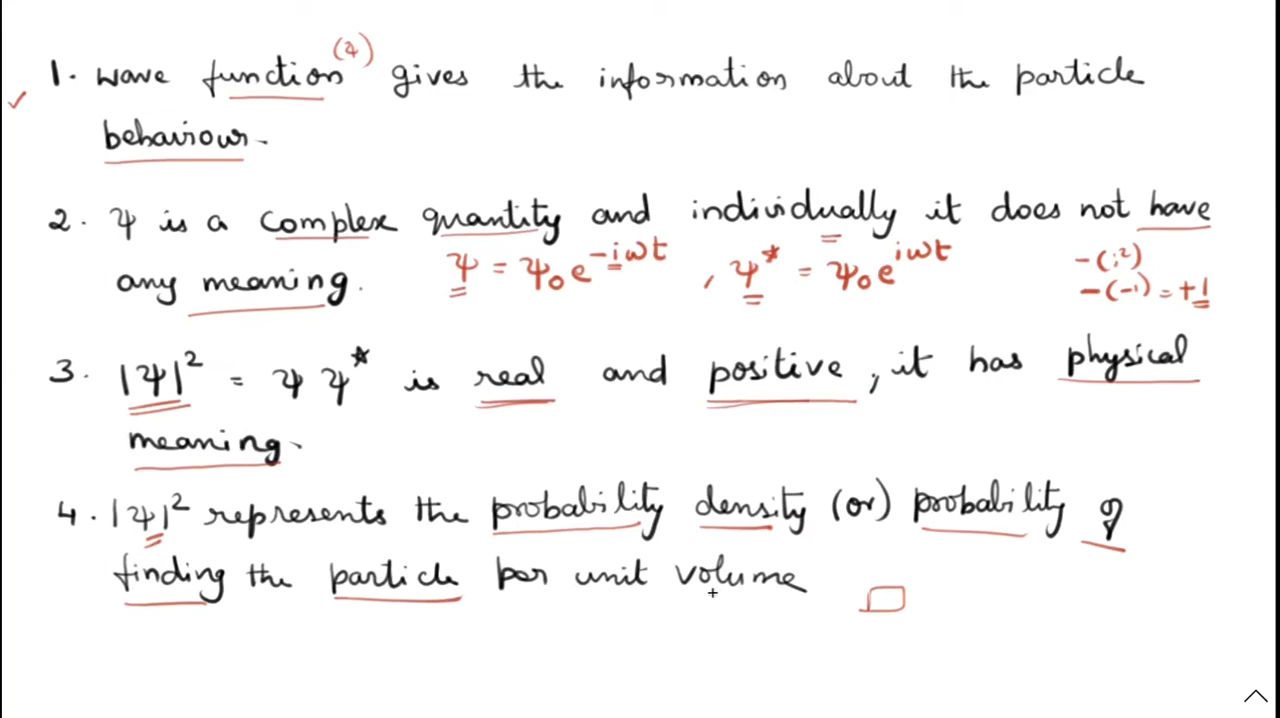 (ψ)
1. Wave function gives the information about the particle
behaviour.
2. ψ is a complex quantity and individually it does not have
any meaning. ψ = ψ₀e^{-iωt}, ψ* = ψ₀e^{iωt}
-(i²)
-(-1) = +1
3. |ψ|² = ψ ψ* is real and positive, it has physical
meaning.
4. |ψ|² represents the probability density (or) probability of
finding the particle per unit volume